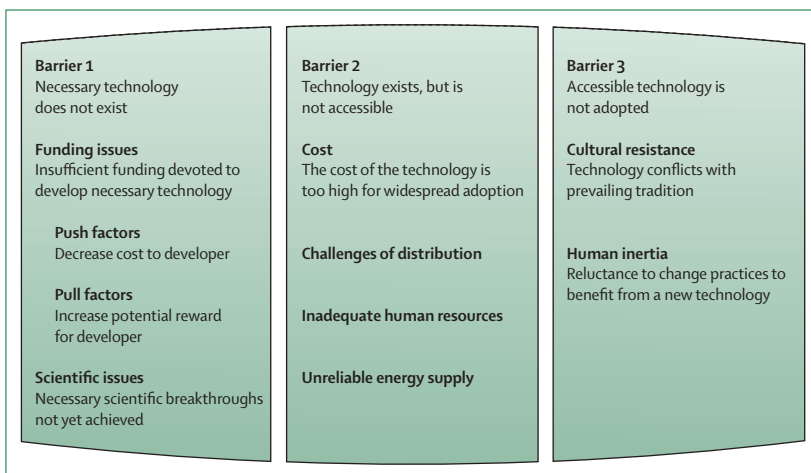 Barrier 1
Necessary technology
does not exist
Funding issues
Insufficient funding devoted to
develop necessary technology
Push factors
Decrease cost to developer
Pull factors
Increase potential reward
for developer
Scientific issues
Necessary scientific breakthroughs
not yet achieved
Barrier 2
Technology exists, but is
not accessible
Cost
The cost of the technology is
too high for widespread adoption
Challenges of distribution
Inadequate human resources
Unreliable energy supply
Barrier 3
Accessible technology is
not adopted
Cultural resistance
Technology conflicts with
prevailing tradition
Human inertia
Reluctance to change practices to
benefit from a new technology